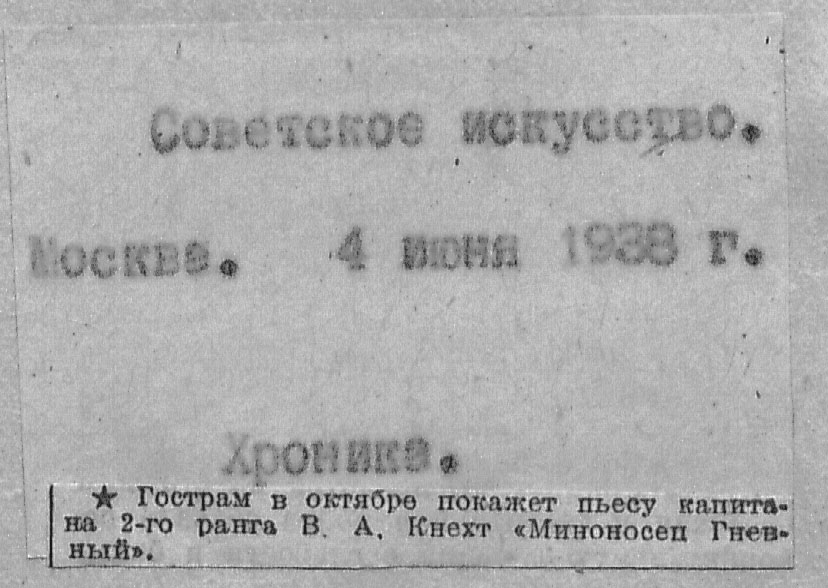 Советское искусство.
Москва. 4 июня 1938 г.
Хроника.
★ Гострам в октябре покажет пьесу капита-
на 2-го ранга В. А. Кнехт «Миноносец Гнев-
ный».